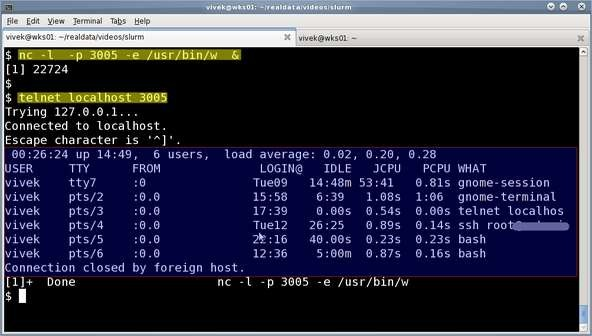 vivek@wks01: ~/realdata/videos/slurm
File Edit View Terminal Tabs Help
vivek@wks01: ~/realdata/videos/slurm vivek@wks01: ~
$ nc -l -p 3005 -e /usr/bin/w &
[1] 22724
$
$ telnet localhost 3005
Trying 127.0.0.1...
Connected to localhost.
Escape character is '^]'.
00:26:24 up 14:49, 6 users, load average: 0.02, 0.20, 0.28
USER TTY FROM LOGIN@ IDLE JCPU PCPU WHAT
vivek tty7 :0 Tue09 14:48m 53:41 0.81s gnome-session
vivek pts/2 :0.0 15:58 6:39 1.08s 1:06 gnome-terminal
vivek pts/3 :0.0 17:39 0.00s 0.54s 0.00s telnet localhos
vivek pts/4 :0.0 Tue12 26:25 0.89s 0.14s ssh root
vivek pts/5 :0.0 22:16 40.00s 0.23s 0.23s bash
vivek pts/6 :0.0 12:36 5:00m 0.87s 0.16s bash
Connection closed by foreign host.
[1]+ Done nc -l -p 3005 -e /usr/bin/w
$